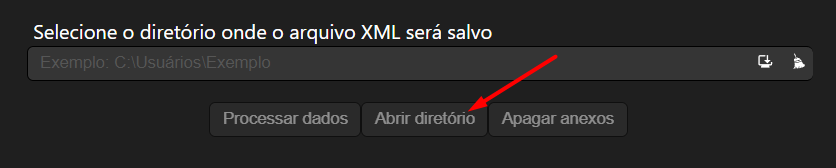 Selecione o diretório onde o arquivo XML será salvo
Exemplo: C:\Usuários\Exemplo
Processar dados Abrir diretório Apagar anexos